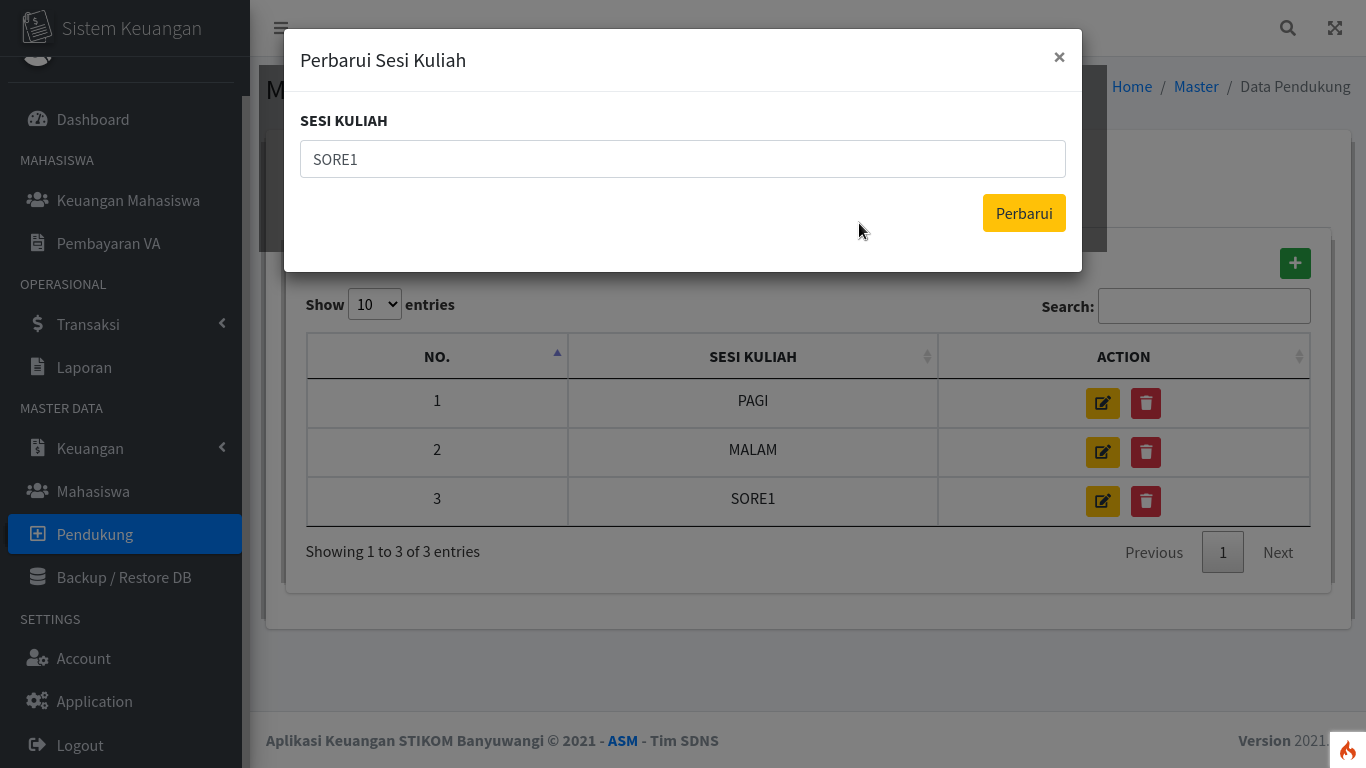 Sistem Keuangan
Dashboard
MAHASISWA
Keuangan Mahasiswa
Pembayaran VA
OPERASIONAL
Transaksi
Laporan
MASTER DATA
Keuangan
Mahasiswa
Pendukung
Backup / Restore DB
SETTINGS
Account
Application
Logout
Perbarui Sesi Kuliah ×
SESI KULIAH
SORE1
Perbarui
Home / Master / Data Pendukung
+
Show 10 entries Search:
NO. SESI KULIAH ACTION
1 PAGI
2 MALAM
3 SORE1
Showing 1 to 3 of 3 entries Previous 1 Next
Aplikasi Keuangan STIKOM Banyuwangi © 2021 - ASM - Tim SDNS Version 2021.